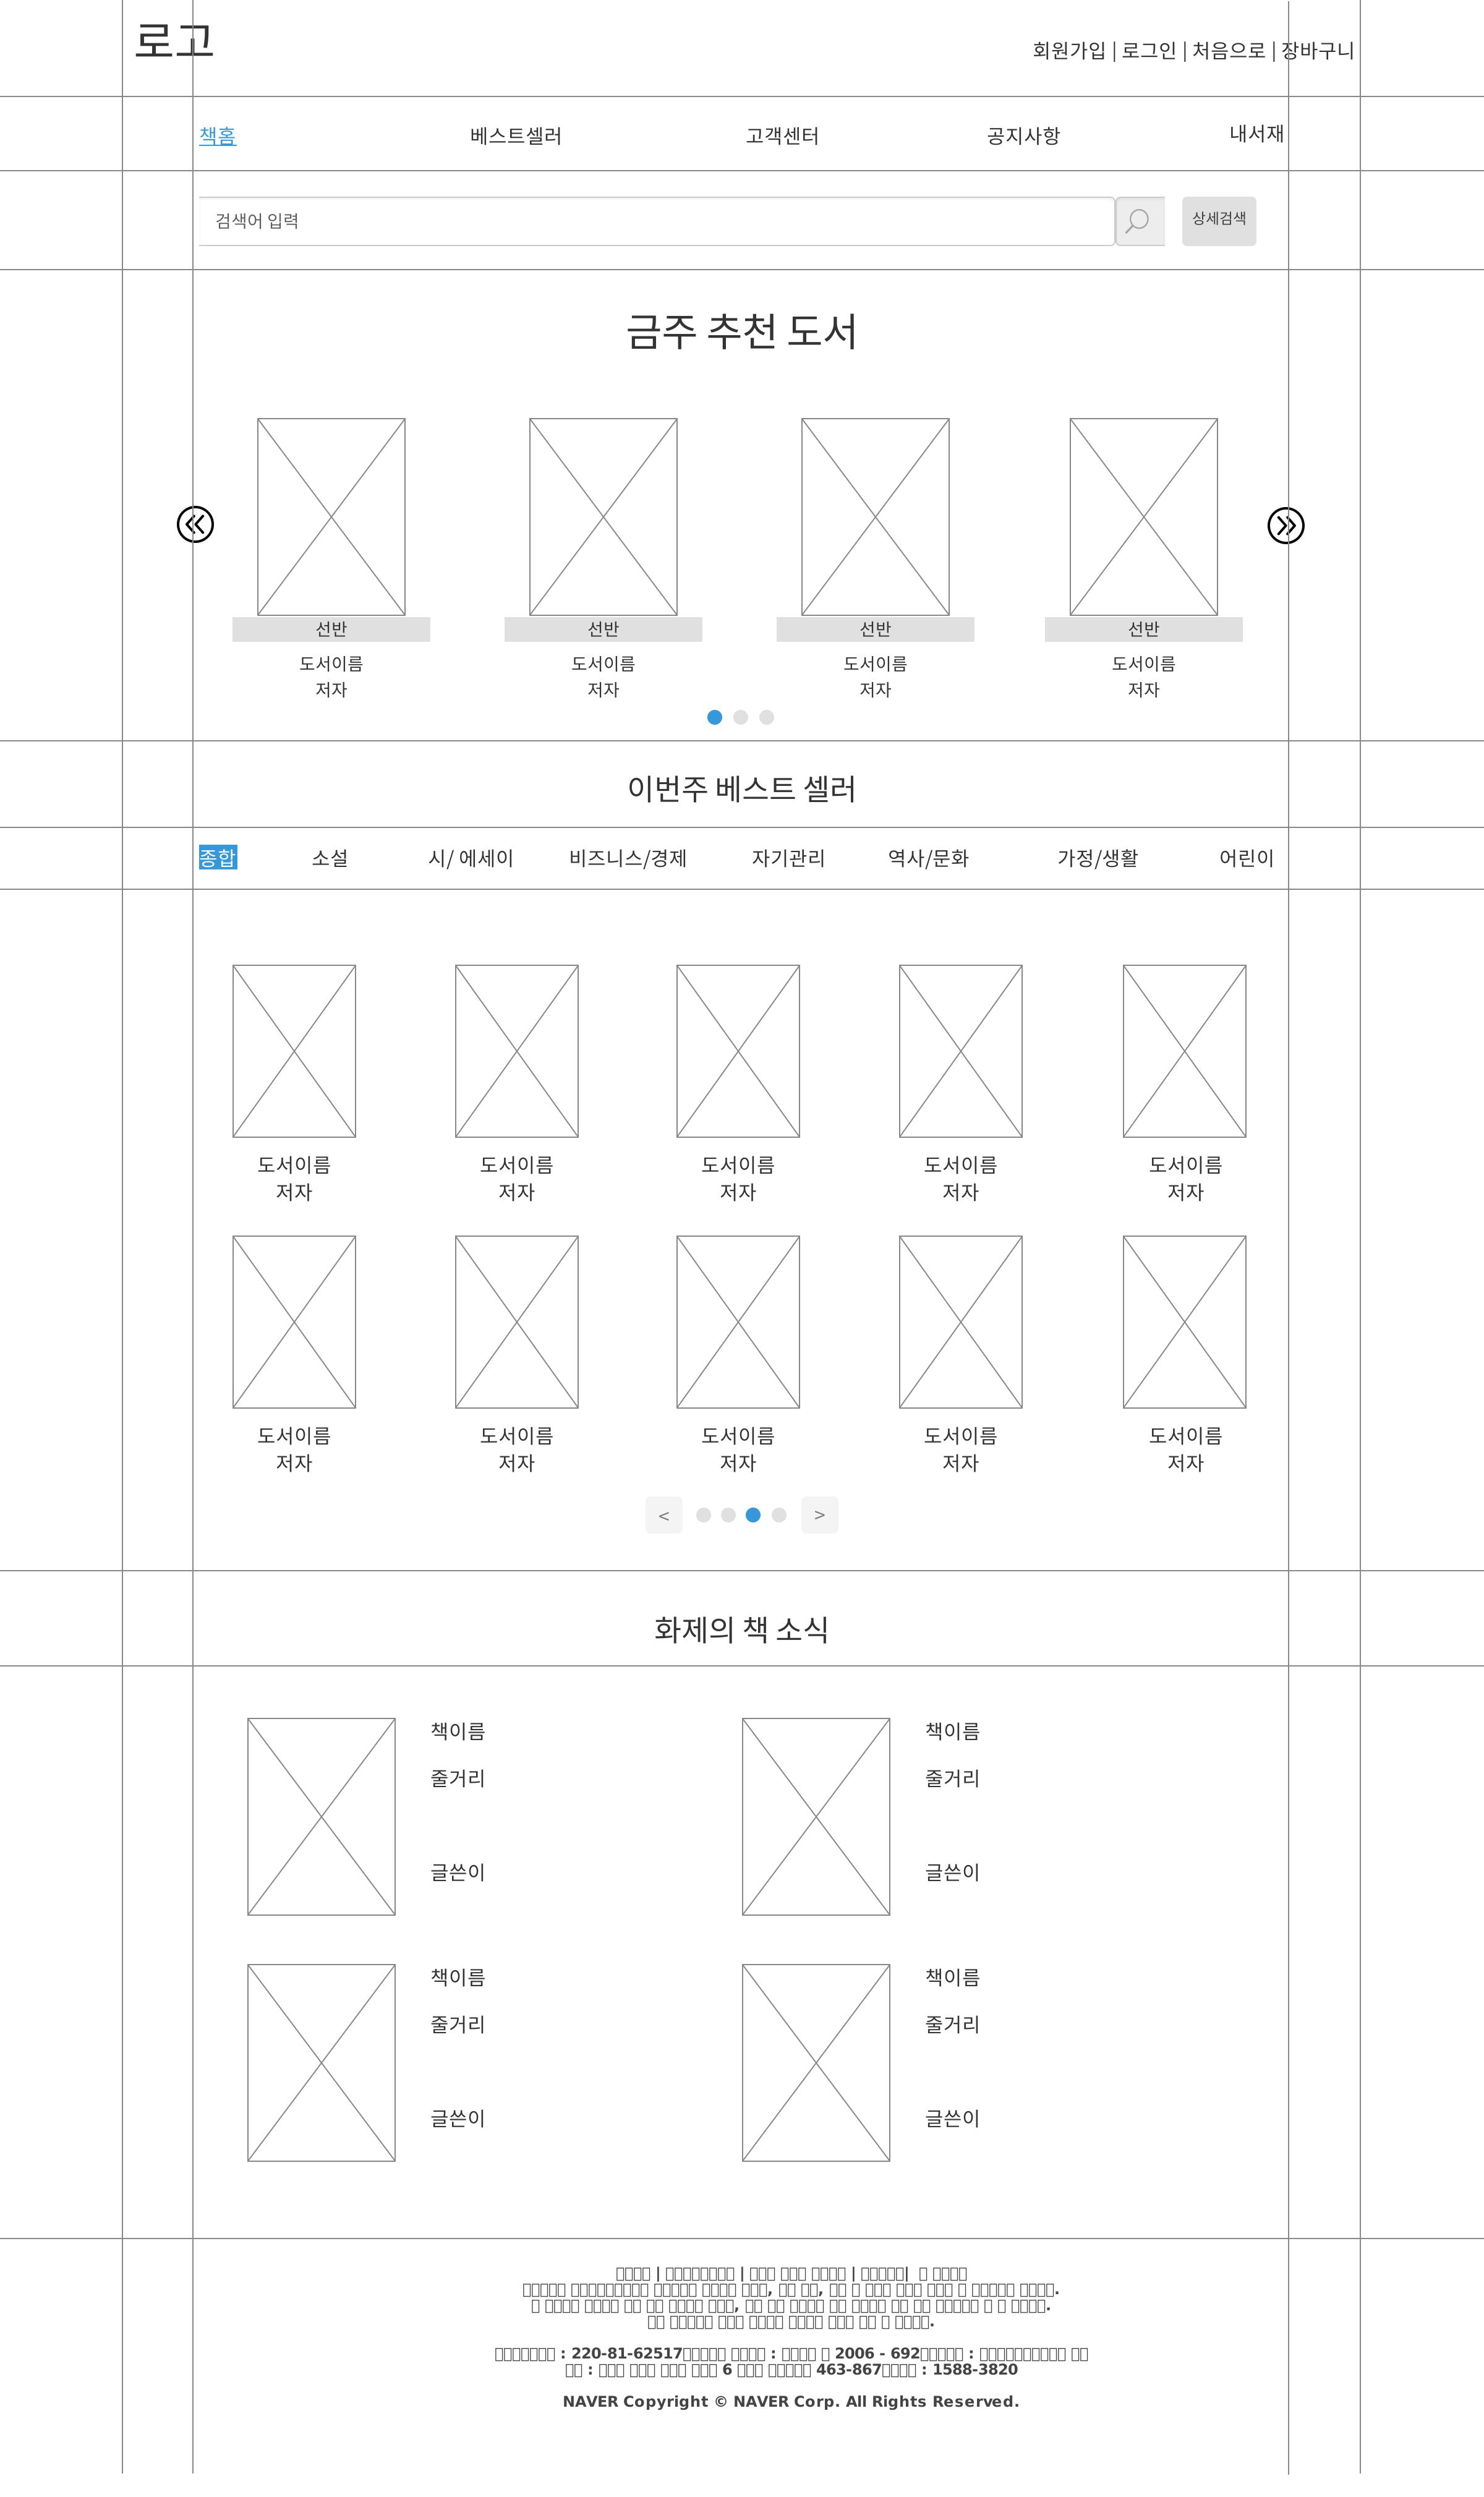 로고
회원가입 | 로그인 | 처음으로 | 장바구니
책홈 베스트셀러 고객센터 공지사항 내서재
검색어 입력 상세검색
금주 추천 도서
선반 선반 선반 선반
도서이름 도서이름 도서이름 도서이름
저자 저자 저자 저자
이번주 베스트 셀러
종합 소설 시/ 에세이 비즈니스/경제 자기관리 역사/문화 가정/생활 어린이
도서이름 도서이름 도서이름 도서이름 도서이름
저자 저자 저자 저자 저자
도서이름 도서이름 도서이름 도서이름 도서이름
저자 저자 저자 저자 저자
< >
화제의 책 소식
책이름 책이름
줄거리 줄거리
글쓴이 글쓴이
책이름 책이름
줄거리 줄거리
글쓴이 글쓴이
: 220-81-62517 : 2006 - 692 :
: 6 463-867 : 1588-3820
NAVER Copyright © NAVER Corp. All Rights Reserved.